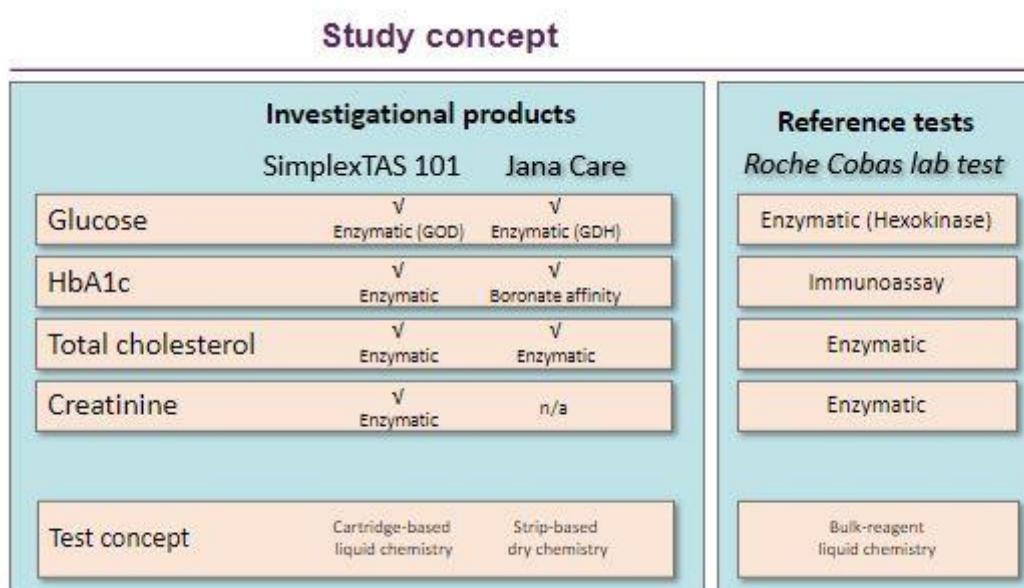 Study concept
Investigational products
SimplexTAS 101 Jana Care
Glucose √ √
Enzymatic (GOD) Enzymatic (GDH)
HbA1c √ √
Enzymatic Boronate affinity
Total cholesterol √ √
Enzymatic Enzymatic
Creatinine √ n/a
Enzymatic
Test concept
Cartridge-based Strip-based
liquid chemistry dry chemistry
Reference tests
Roche Cobas lab test
Enzymatic (Hexokinase)
Immunoassay
Enzymatic
Enzymatic
Bulk-reagent
liquid chemistry